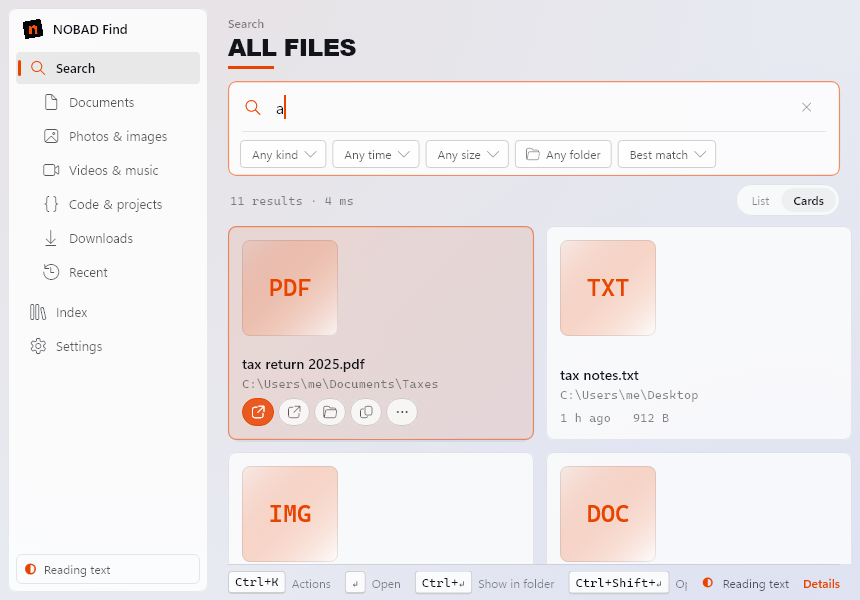 NOBAD Find
Search
Documents
Photos & images
Videos & music
Code & projects
Downloads
Recent
Index
Settings
Reading text
Search
ALL FILES
a
Any kind
Any time
Any size
Any folder
Best match
11 results · 4 ms
List
Cards
PDF
tax return 2025.pdf
C:\Users\me\Documents\Taxes
TXT
tax notes.txt
C:\Users\me\Desktop
1 h ago 912 B
IMG
DOC
Ctrl+K Actions
↵ Open
Ctrl+↵ Show in folder
Ctrl+Shift+↵
Reading text
Details